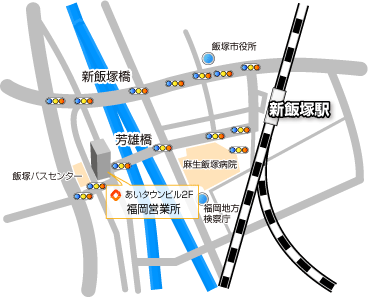 飯塚市役所
新飯塚橋
新飯塚駅
芳雄橋
麻生飯塚病院
飯塚バスセンター
あいタウンビル2F
福岡営業所
福岡地方
検察庁